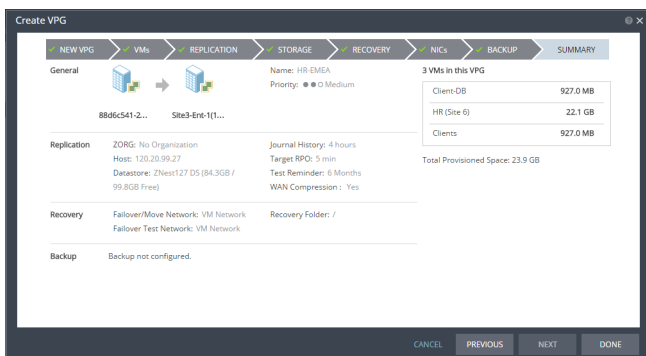 Create VPG
NEW VPG
VMs
REPLICATION
STORAGE
RECOVERY
NICs
BACKUP
SUMMARY
General
88d6c541-2...
Site3-Ent-1(1...
Name: HR-EMEA
Priority: Medium
3 VMs in this VPG
Client-DB 927.0 MB
HR (Site 6) 22.1 GB
Clients 927.0 MB
Total Provisioned Space: 23.9 GB
Replication
ZORG: No Organization
Host: 120.20.99.27
Datastore: ZNest127 DS (84.3GB /
99.8GB Free)
Journal History: 4 hours
Target RPO: 5 min
Test Reminder: 6 Months
WAN Compression : Yes
Recovery
Failover/Move Network: VM Network
Failover Test Network: VM Network
Recovery Folder: /
Backup
Backup not configured.
CANCEL
PREVIOUS
NEXT
DONE